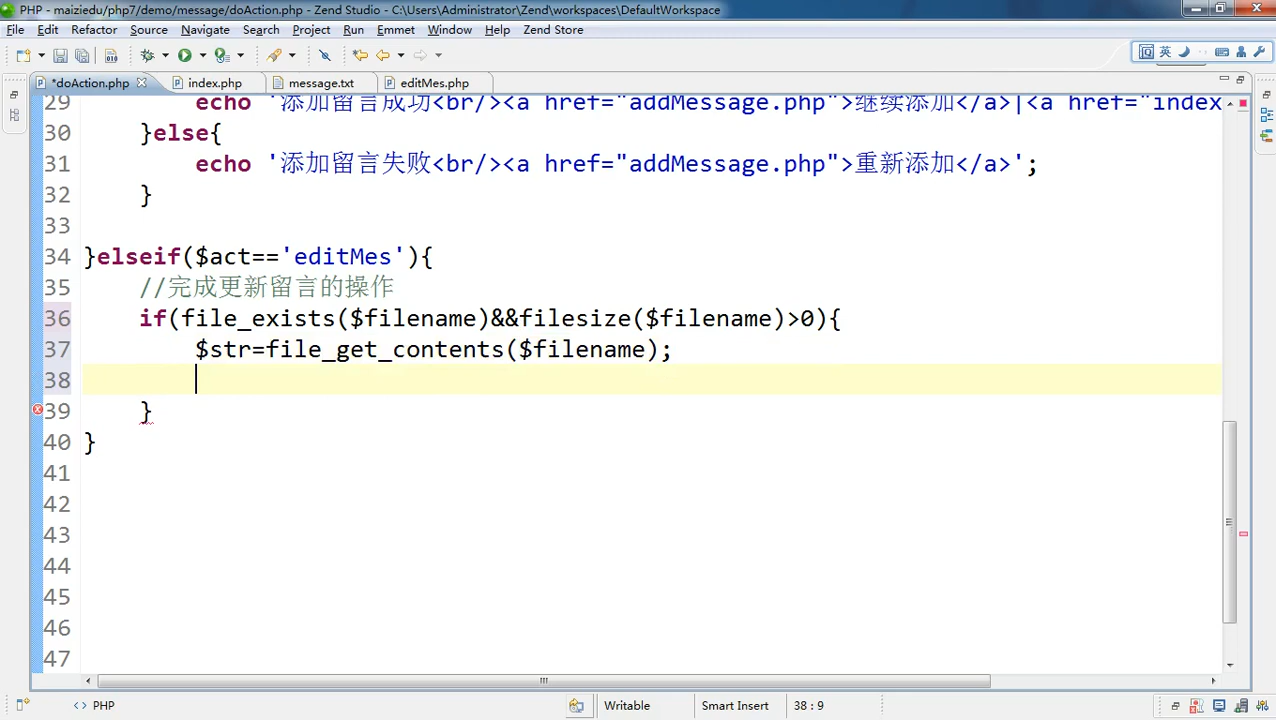 PHP - maiziedu/php7/demo/message/doAction.php - Zend Studio - C:\Users\Administrator\Zend\workspaces\DefaultWorkspace
File Edit Refactor Source Navigate Search Project Run Emmet Window Help Zend Store
英
*doAction.php index.php message.txt editMes.php
29 echo '添加留言成功<br/><a href="addMessage.php">继续添加</a>|<a href="index
30 }else{
31 echo '添加留言失败<br/><a href="addMessage.php">重新添加</a>';
32 }
33
34 }elseif($act=='editMes'){
35 //完成更新留言的操作
36 if(file_exists($filename)&&filesize($filename)>0){
37 $str=file_get_contents($filename);
38
39 }
40 }
41
42
43
44
45
46
47
<> PHP Writable Smart Insert 38 : 9